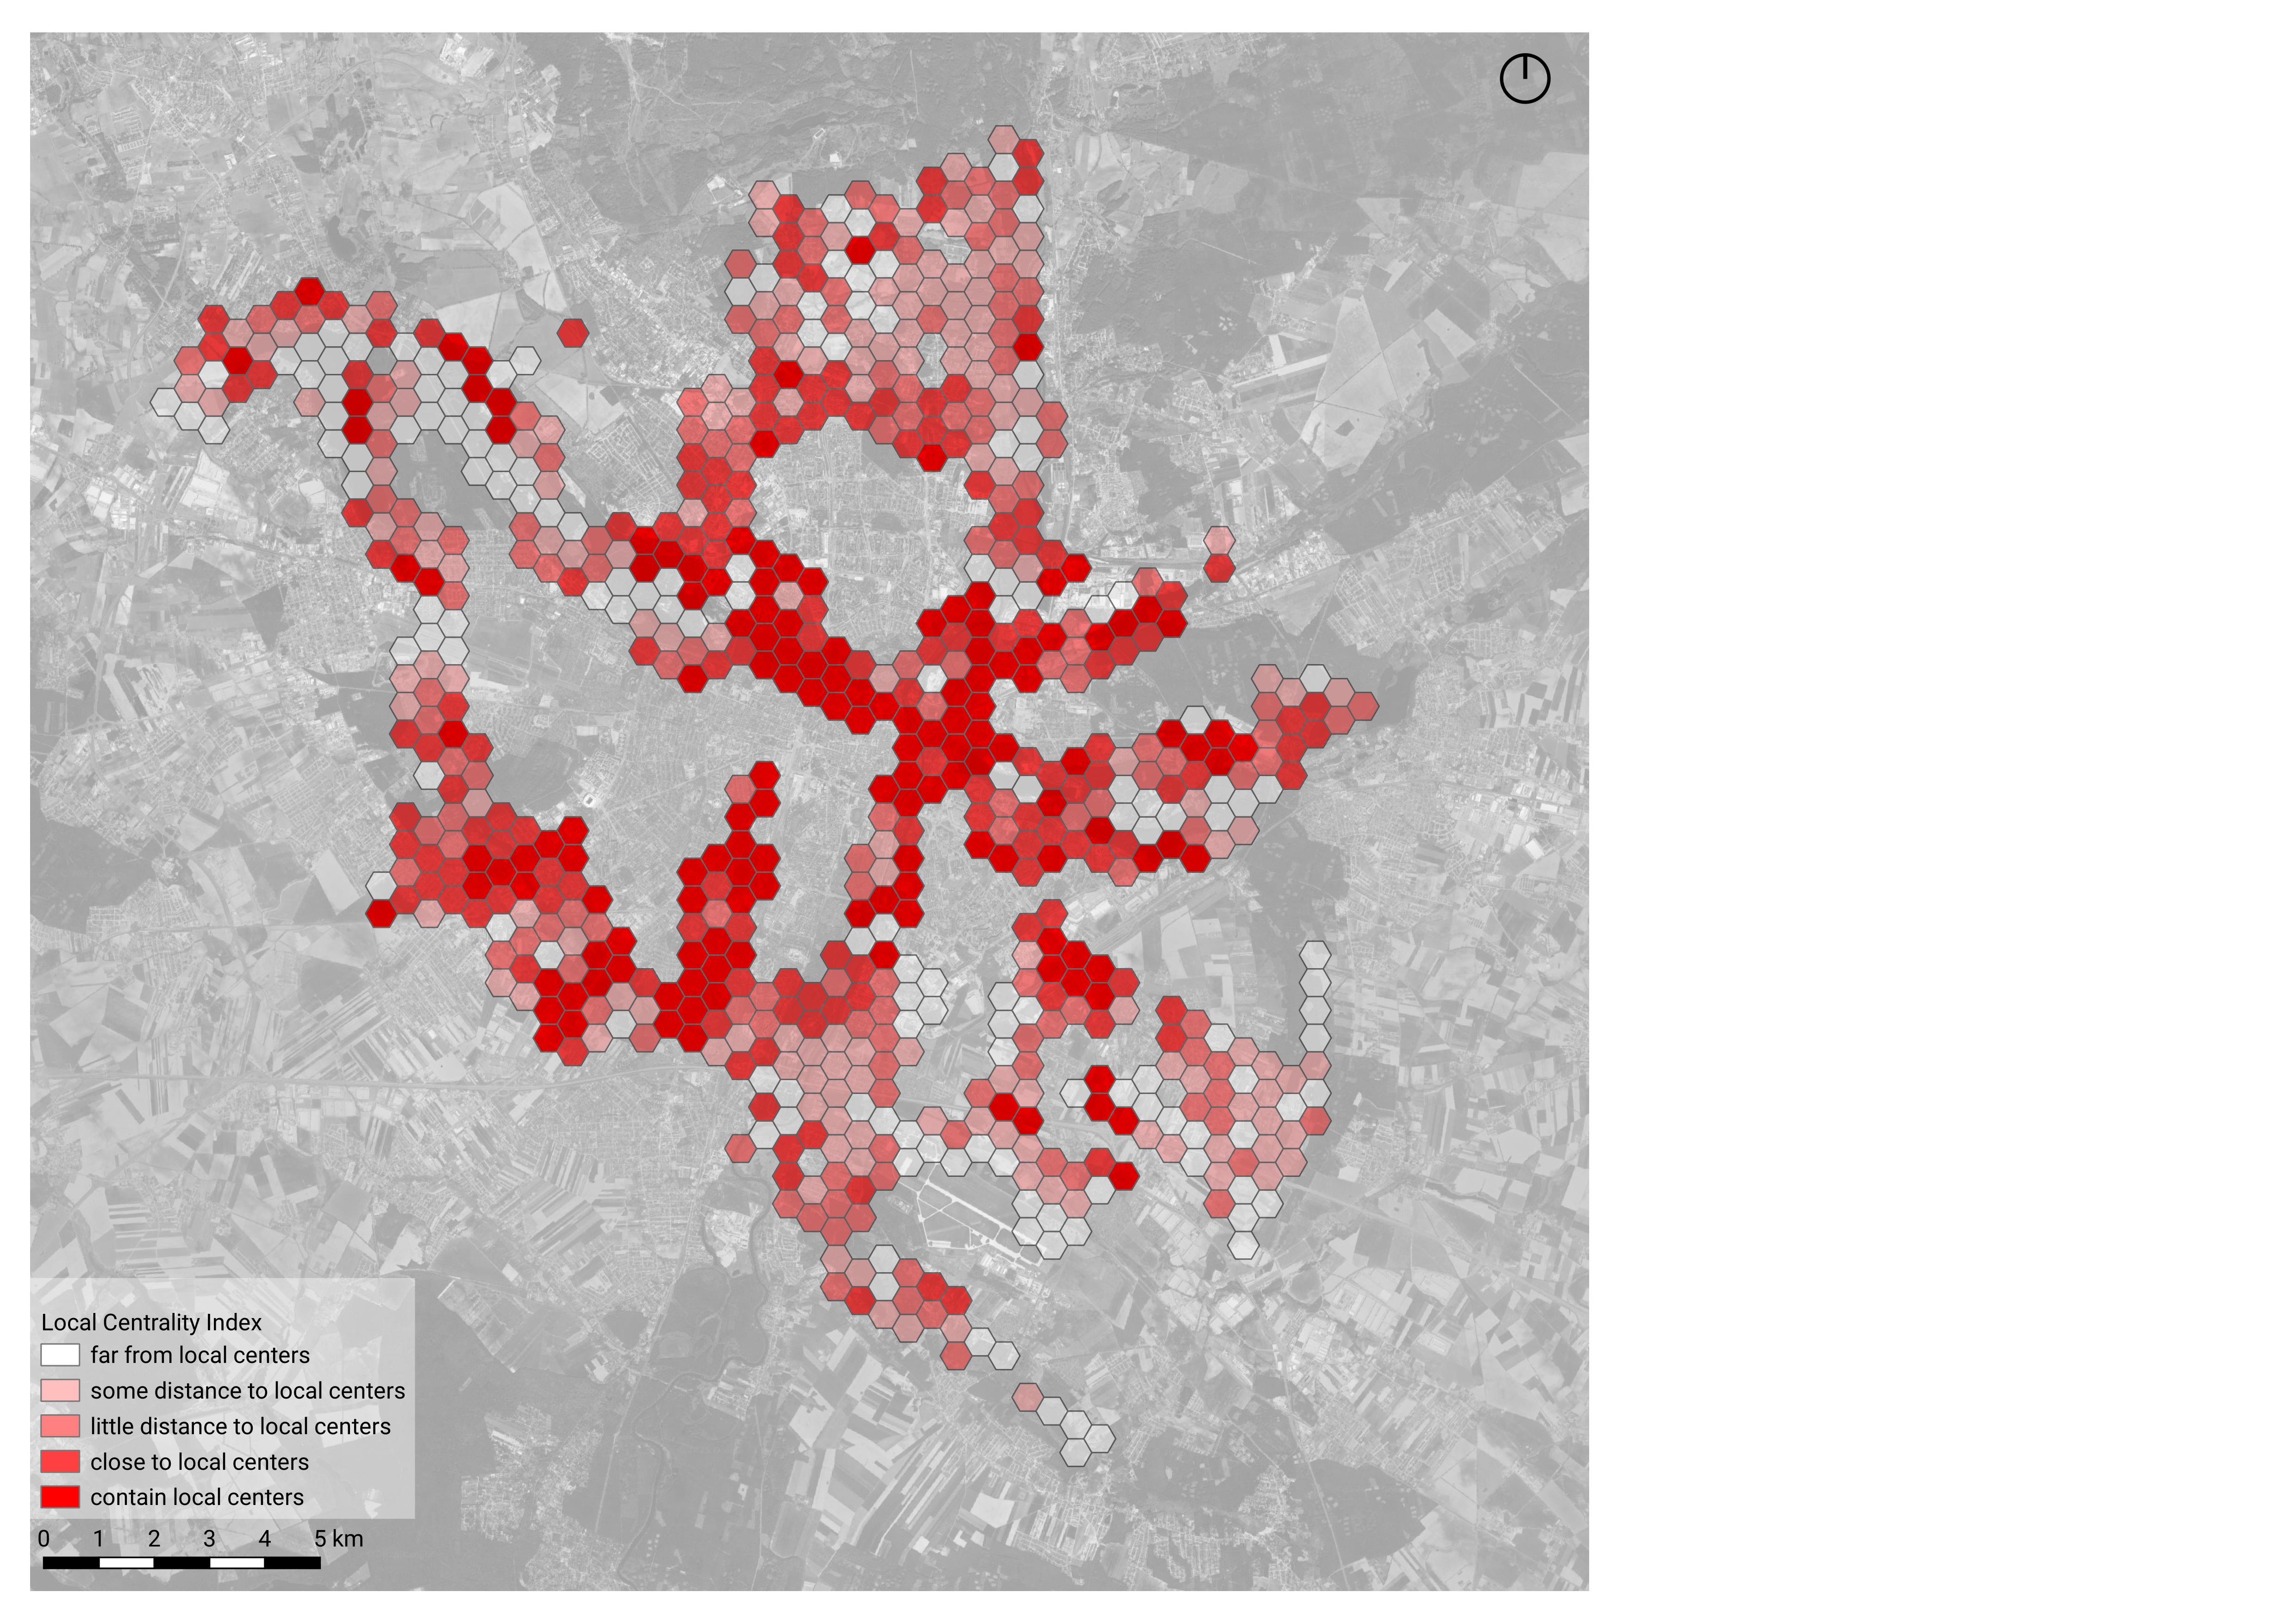 Local Centrality Index
far from local centers
some distance to local centers
little distance to local centers
close to local centers
contain local centers
0 1 2 3 4 5 km